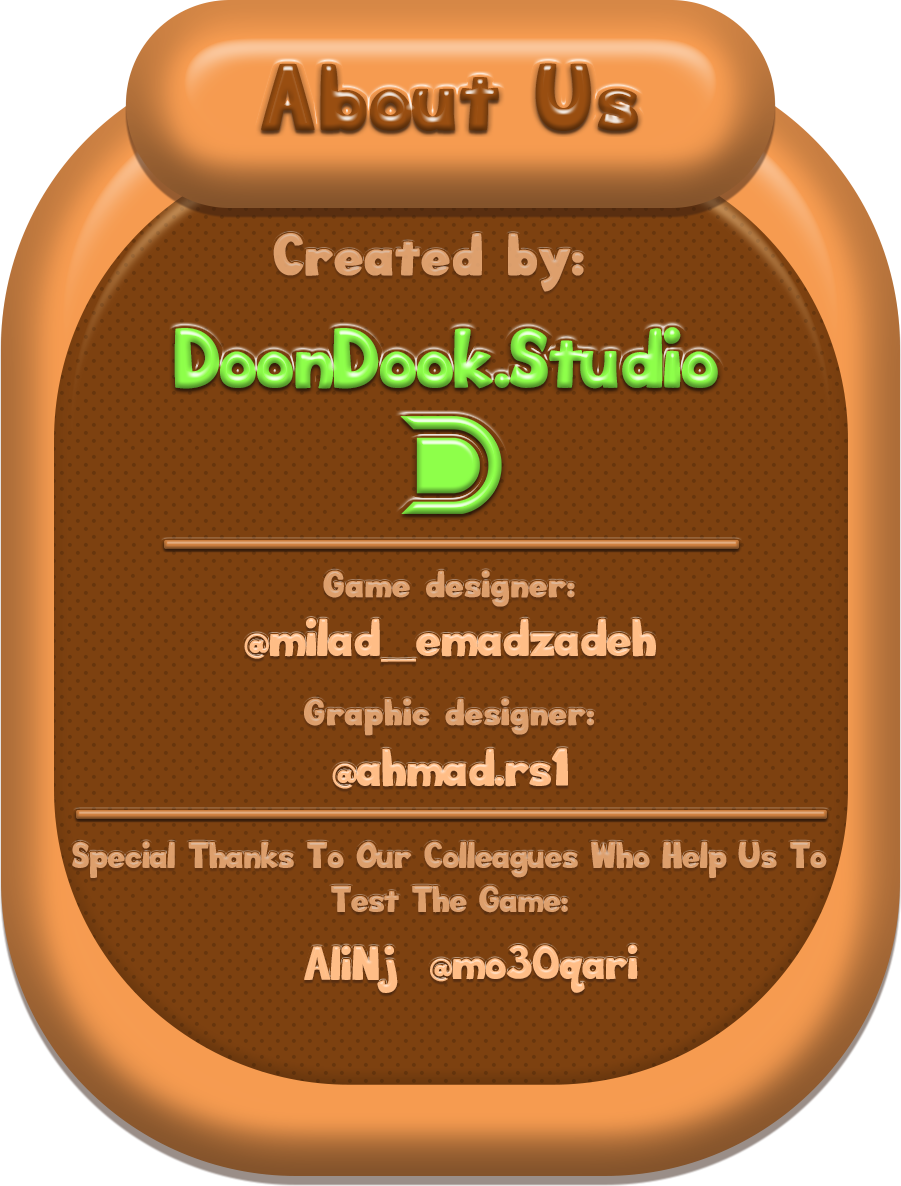 About Us
Created by:
DoonDook.Studio
D
Game designer:
@milad_emadzadeh
Graphic designer:
@ahmad.rs1
Special Thanks To Our Colleagues Who Help Us To
Test The Game:
AliNj @mo30qari